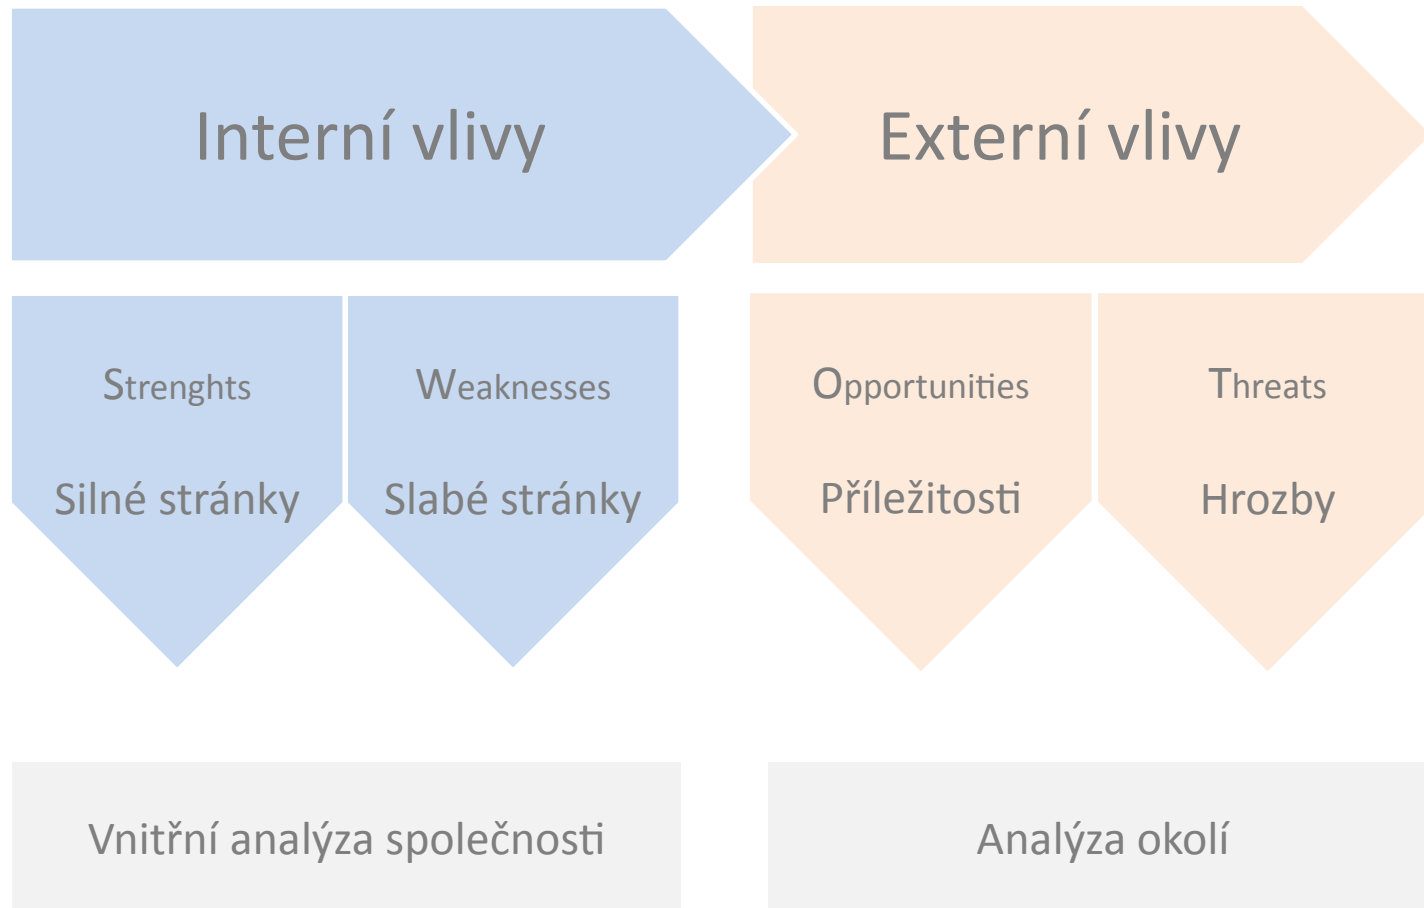 Interní vlivy
Externí vlivy
Strenghts
Silné stránky
Weaknesses
Slabé stránky
Opportunities
Příležitosti
Threats
Hrozby
Vnitřní analýza společnosti
Analýza okolí